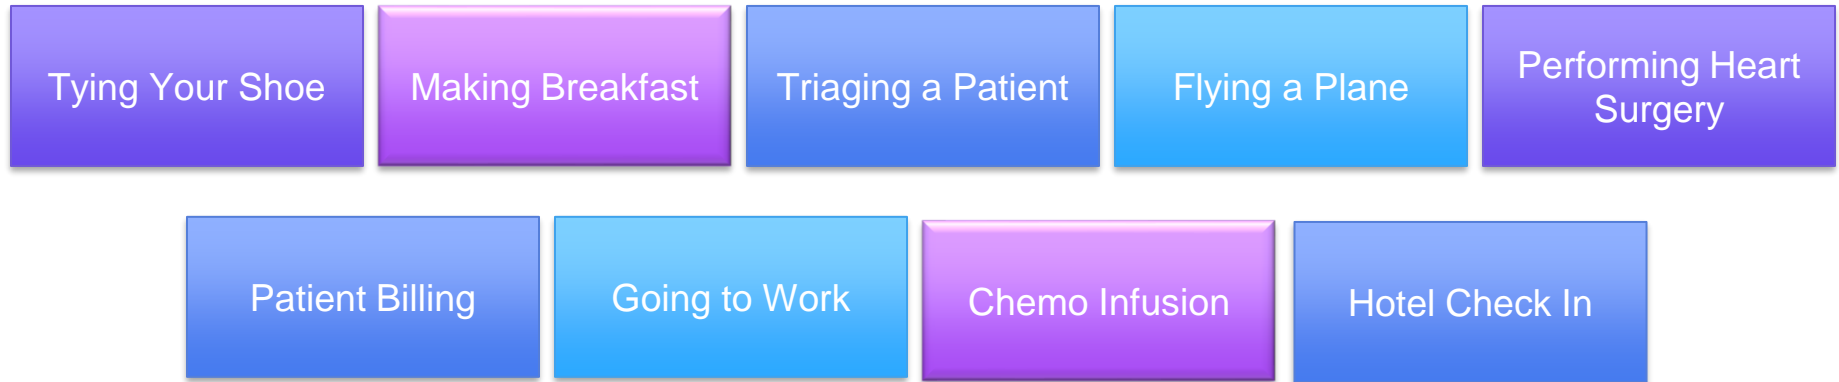 Tying Your Shoe
Making Breakfast
Triaging a Patient
Flying a Plane
Performing Heart
Surgery
Patient Billing
Going to Work
Chemo Infusion
Hotel Check In